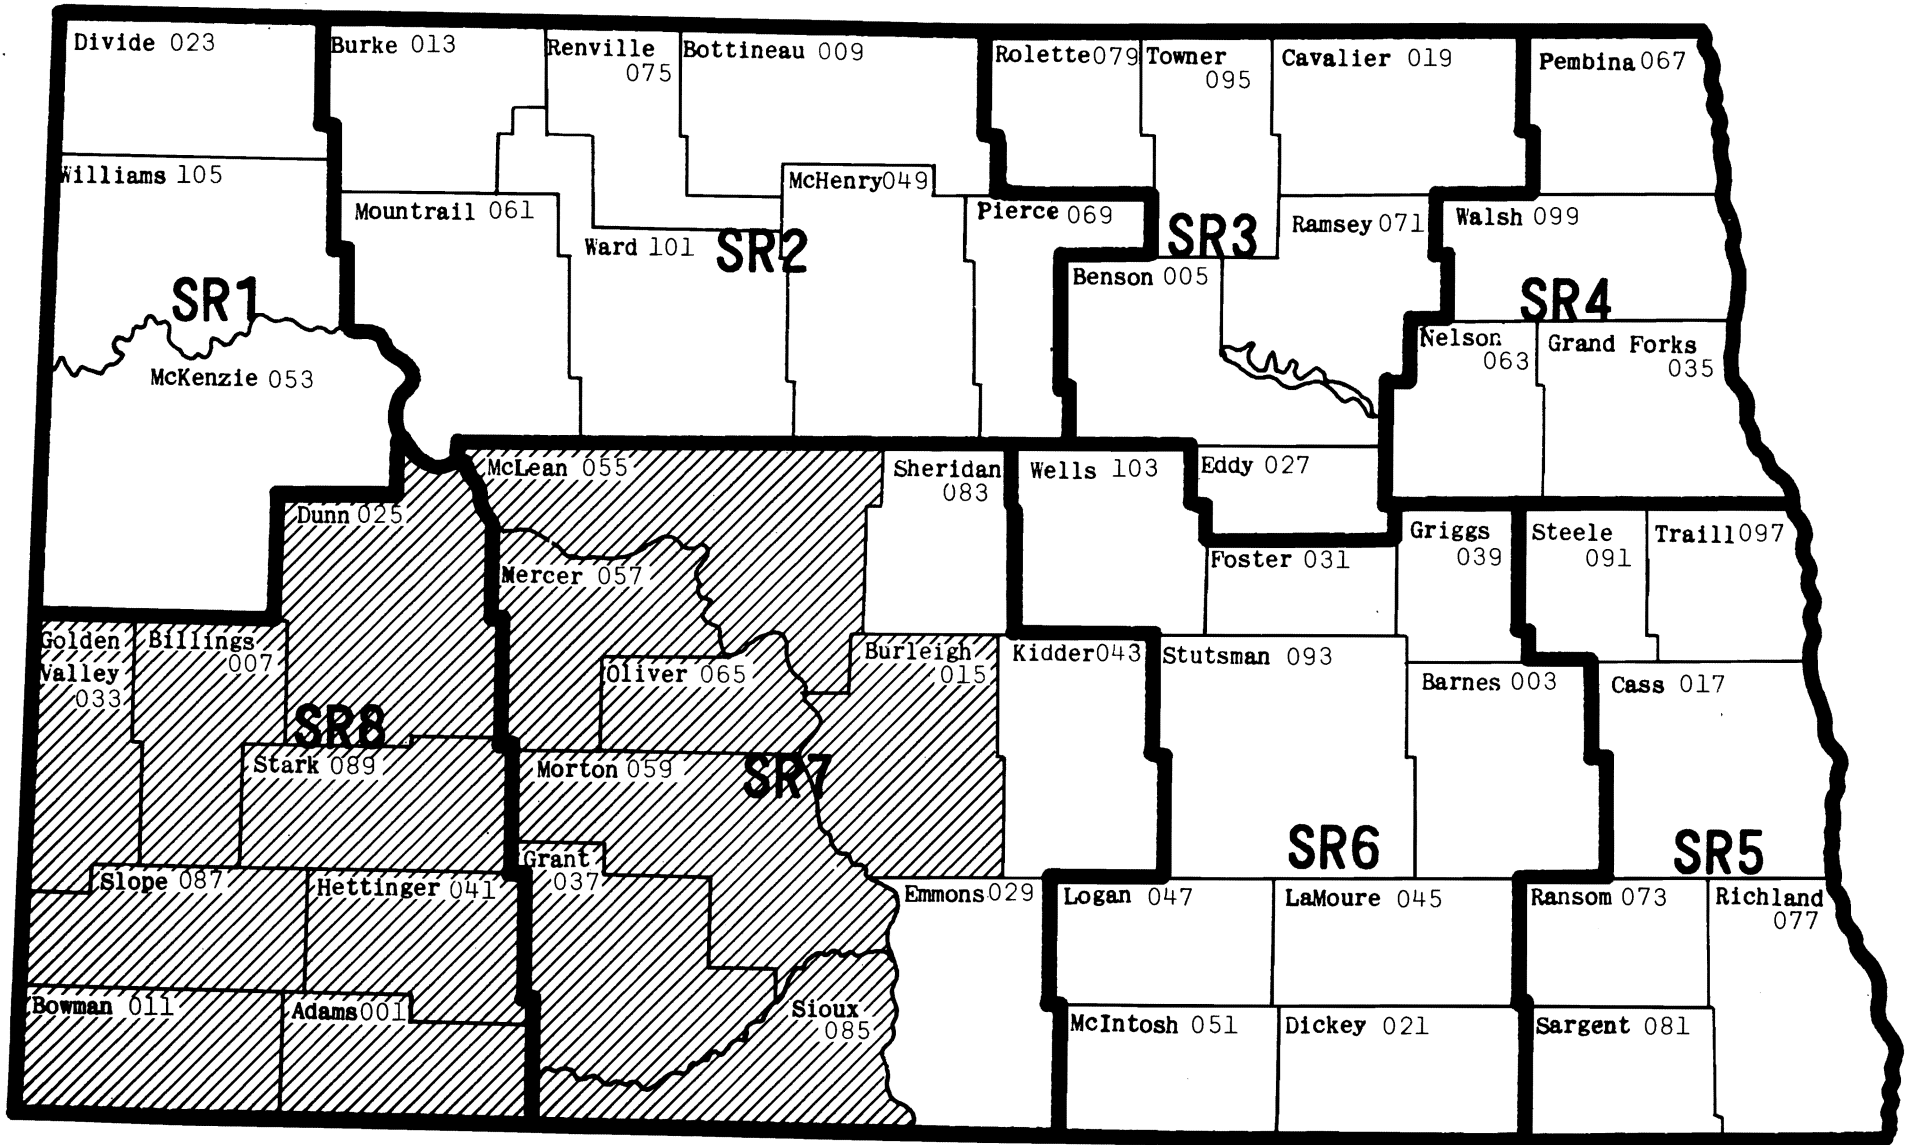 Divide 023
Burke 013
Renville
075
Bottineau 009
Rolette 079
Towner
095
Cavalier 019
Pembina 067
Williams 105
Mountrail 061
Ward 101
McHenry 049
Pierce 069
Ramsey 071
Walsh 099
SR1
SR2
SR3
SR4
Benson 005
McKenzie 053
Nelson
063
Grand Forks
035
McLean 055
Sheridan
083
Wells 103
Eddy 027
Dunn 025
Mercer 057
Foster 031
Griggs
039
Steele
091
Traill 097
Golden
Valley
033
Billings
007
Oliver 065
Burleigh
015
Kidder 043
Stutsman 093
Barnes 003
Cass 017
SR8
Stark 089
Morton 059
SR7
SR6
SR5
Slope 087
Hettinger 041
Grant
037
Emmons 029
Logan 047
LaMoure 045
Ransom 073
Richland
077
Bowman 011
Adams 001
Sioux
085
McIntosh 051
Dickey 021
Sargent 081